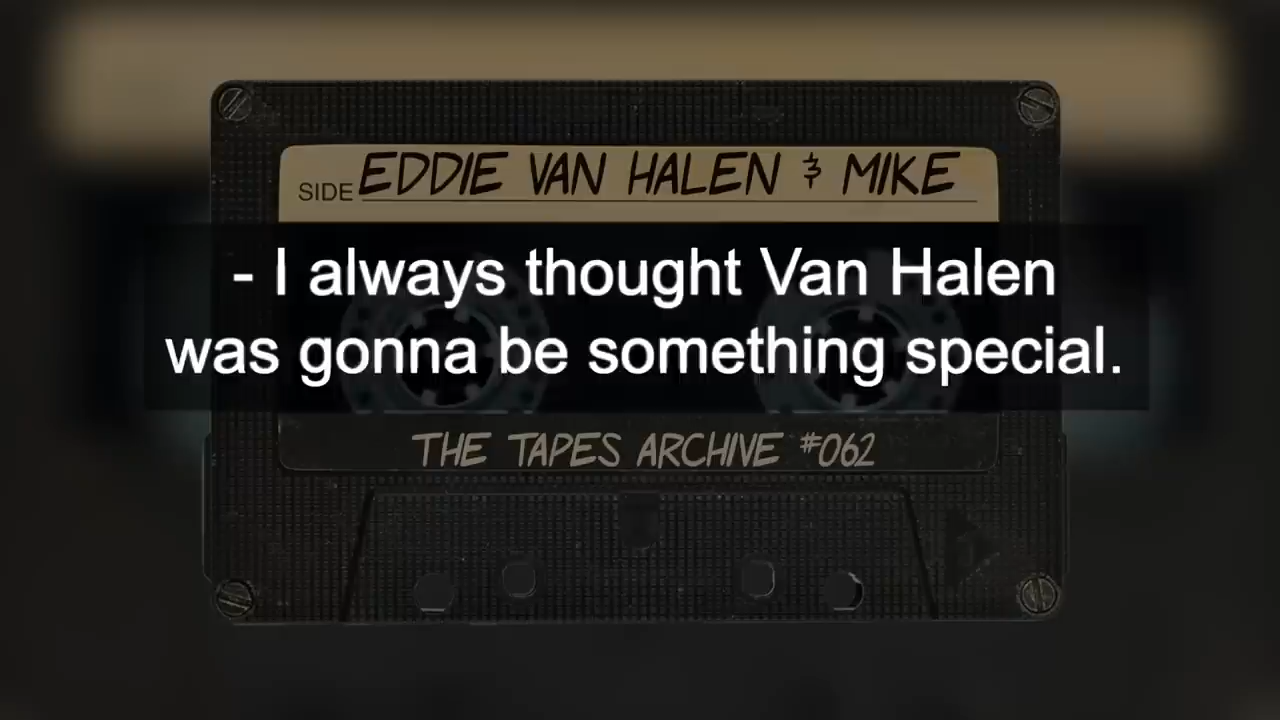 SIDE EDDIE VAN HALEN & MIKE
- I always thought Van Halen
was gonna be something special.
THE TAPES ARCHIVE #062